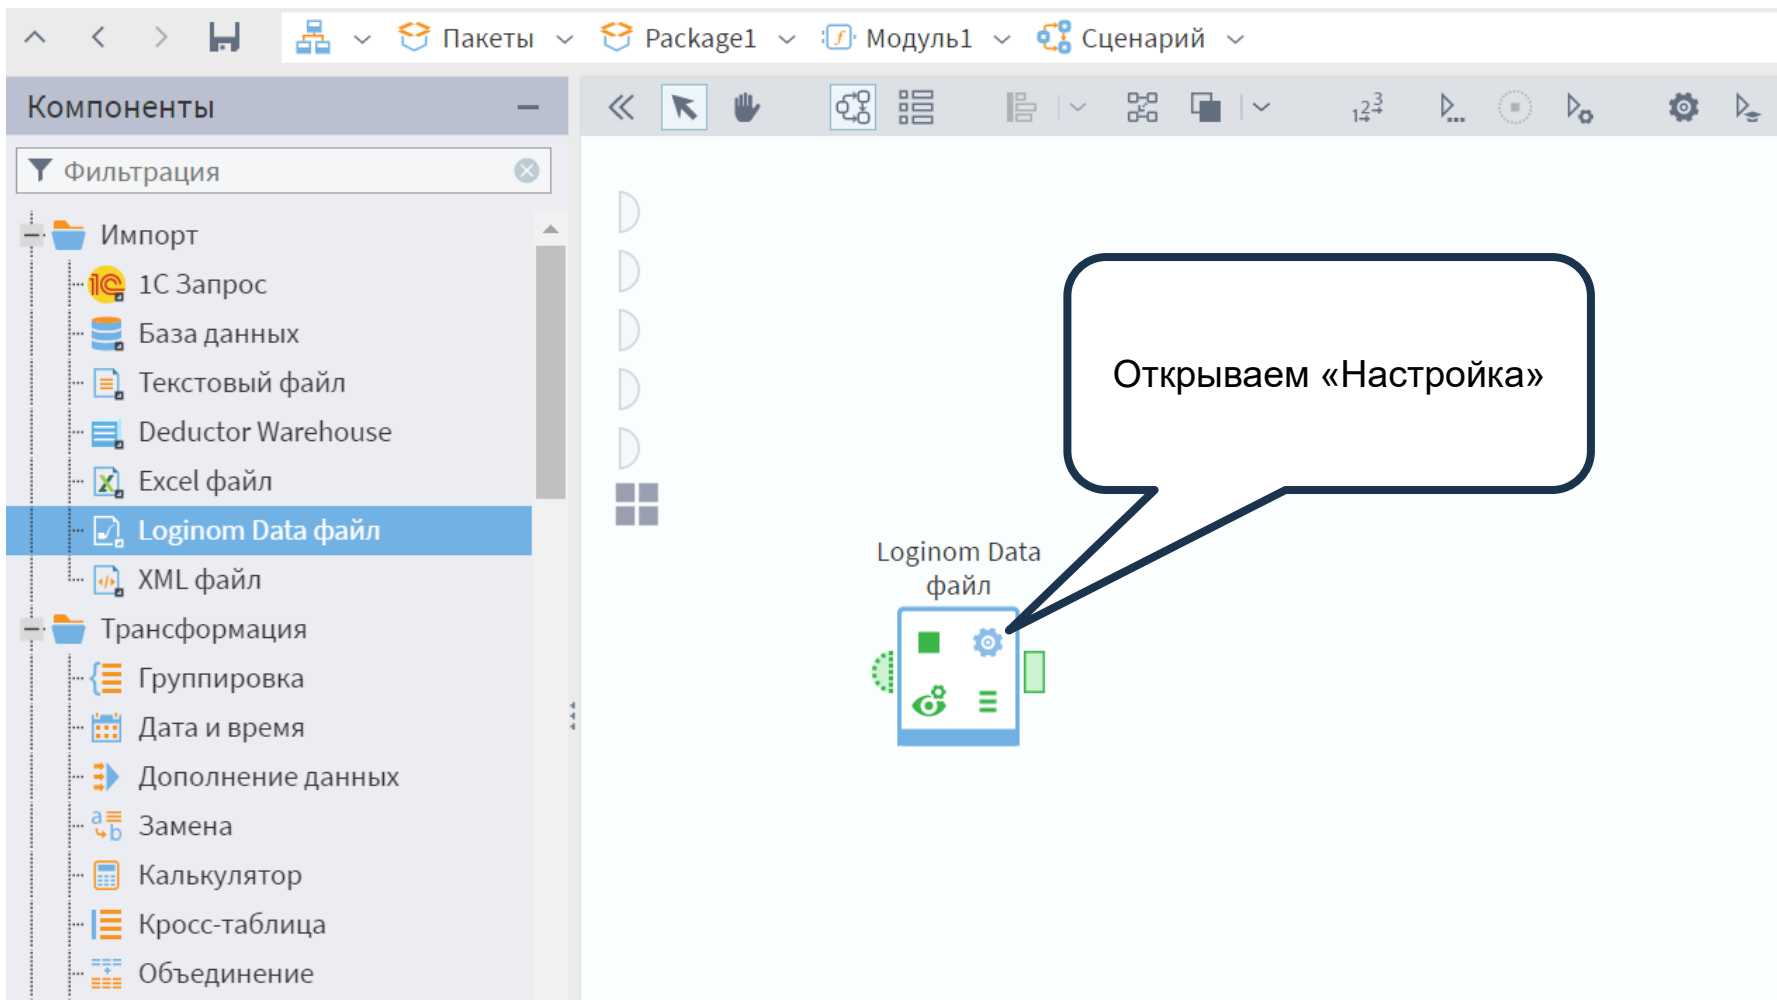 Пакеты Package1 Модуль1 Сценарий
Компоненты
Фильтрация
Импорт
1С Запрос
База данных
Текстовый файл
Deductor Warehouse
Excel файл
Loginom Data файл
XML файл
Трансформация
Группировка
Дата и время
Дополнение данных
Замена
Калькулятор
Кросс-таблица
Объединение
Открываем «Настройка»
Loginom Data
файл